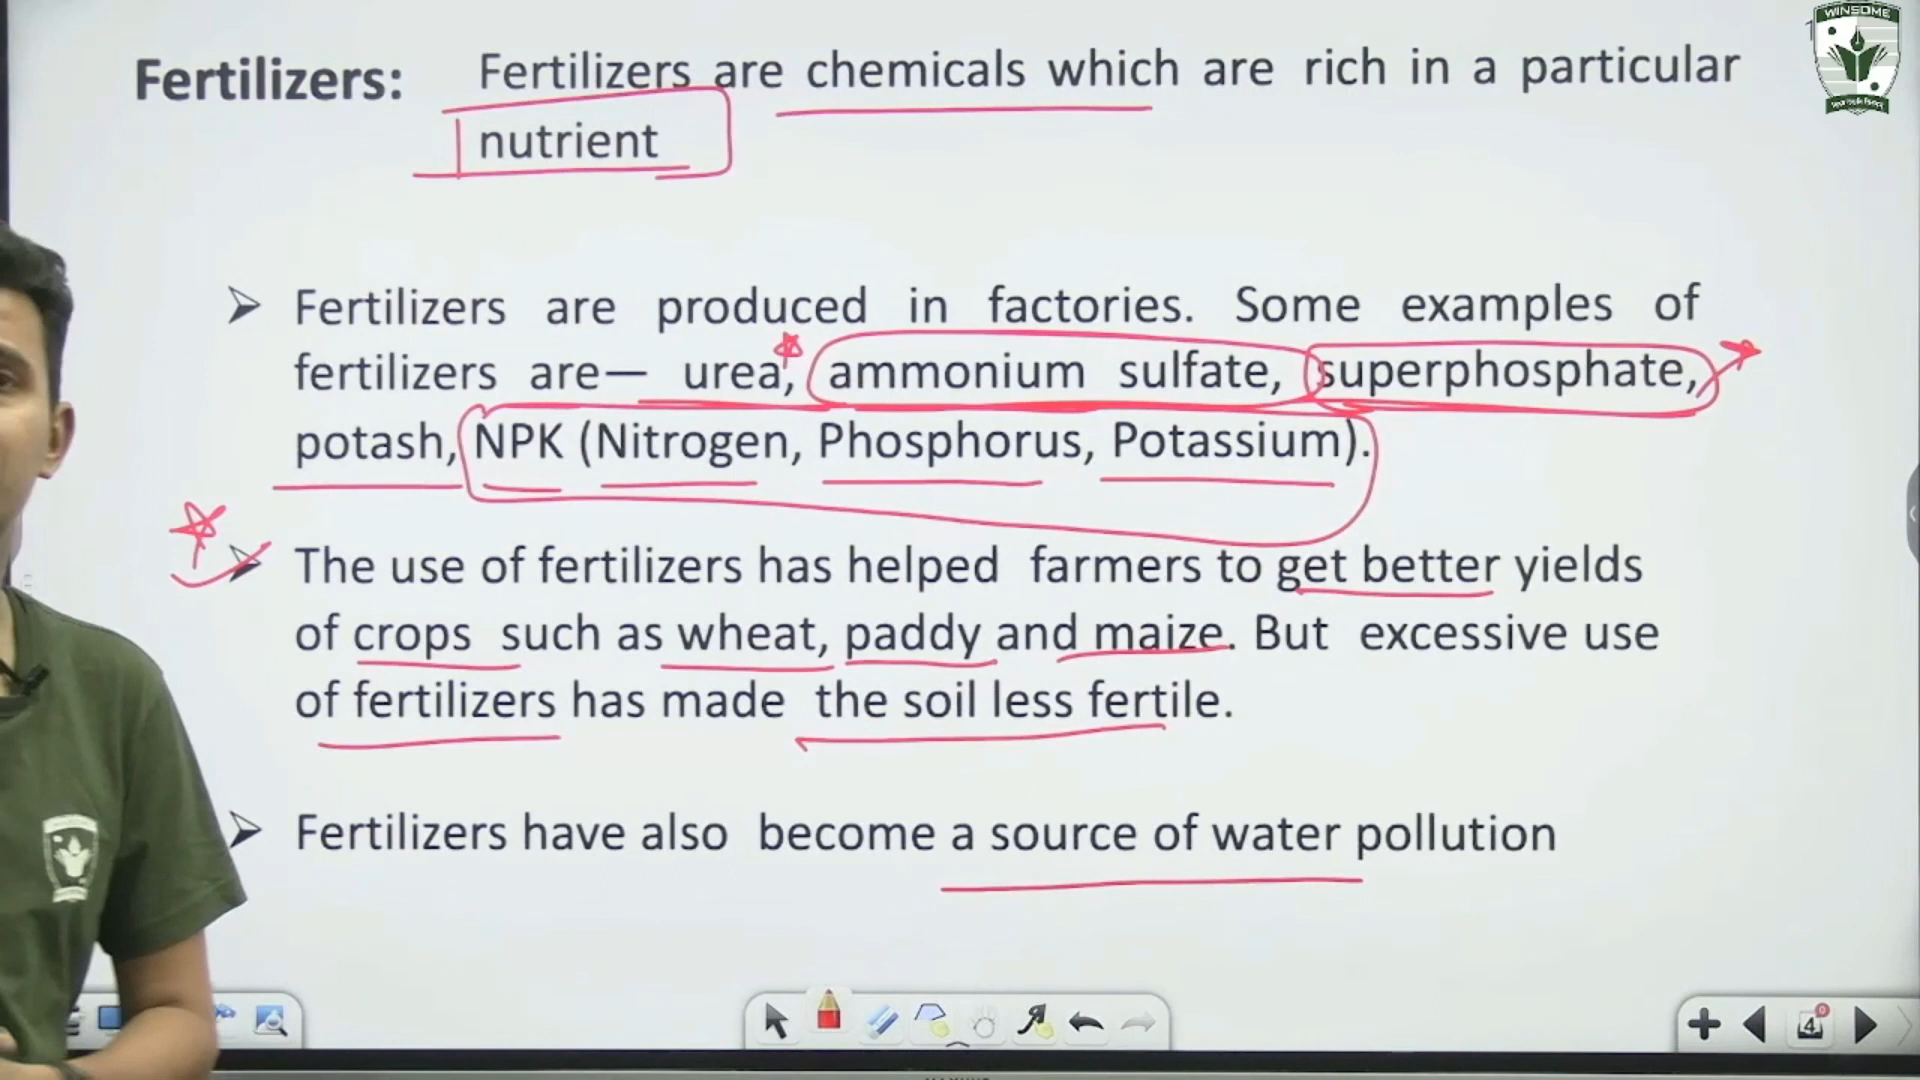 WINSOME
Fertilizers: Fertilizers are chemicals which are rich in a particular
nutrient
➢ Fertilizers are produced in factories. Some examples of
fertilizers are— urea, ammonium sulfate, superphosphate,
potash, NPK (Nitrogen, Phosphorus, Potassium).
➢ The use of fertilizers has helped farmers to get better yields
of crops such as wheat, paddy and maize. But excessive use
of fertilizers has made the soil less fertile.
➢ Fertilizers have also become a source of water pollution
4